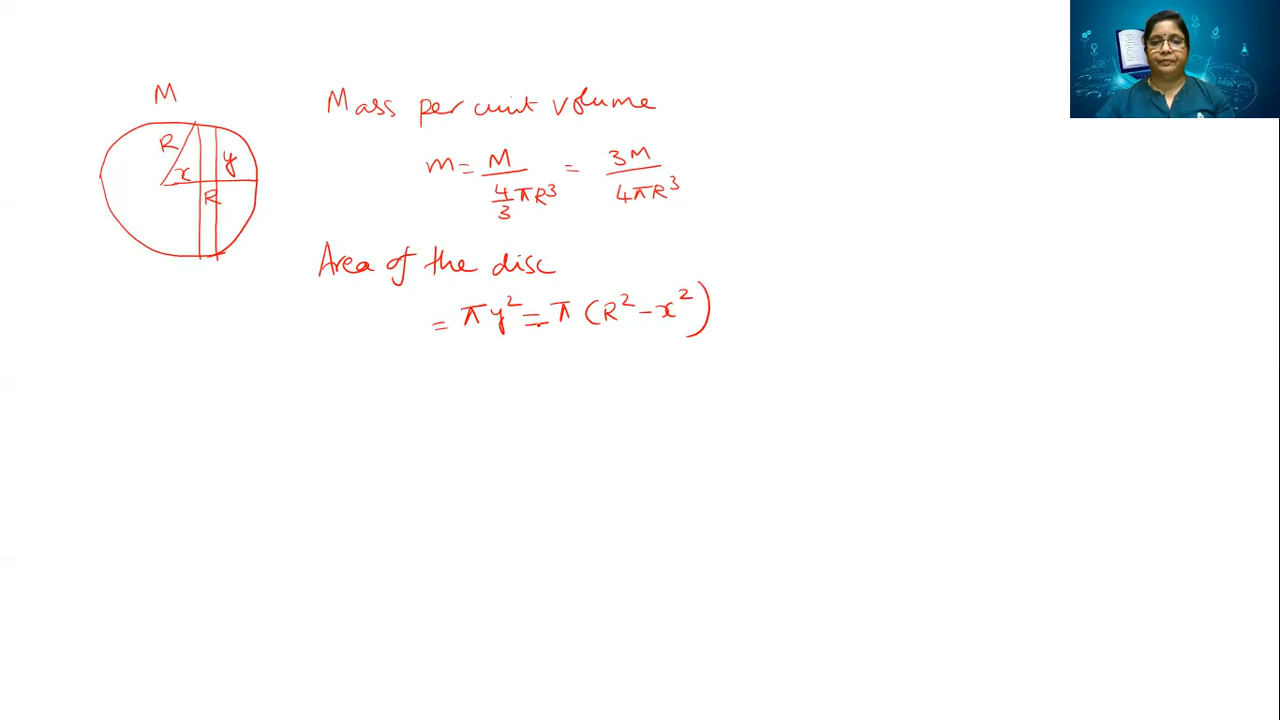 M
R
y
x
R
Mass per unit volume
m = M / (4/3 πR³) = 3M / 4πR³
Area of the disc
= πy² = π (R² − x²)